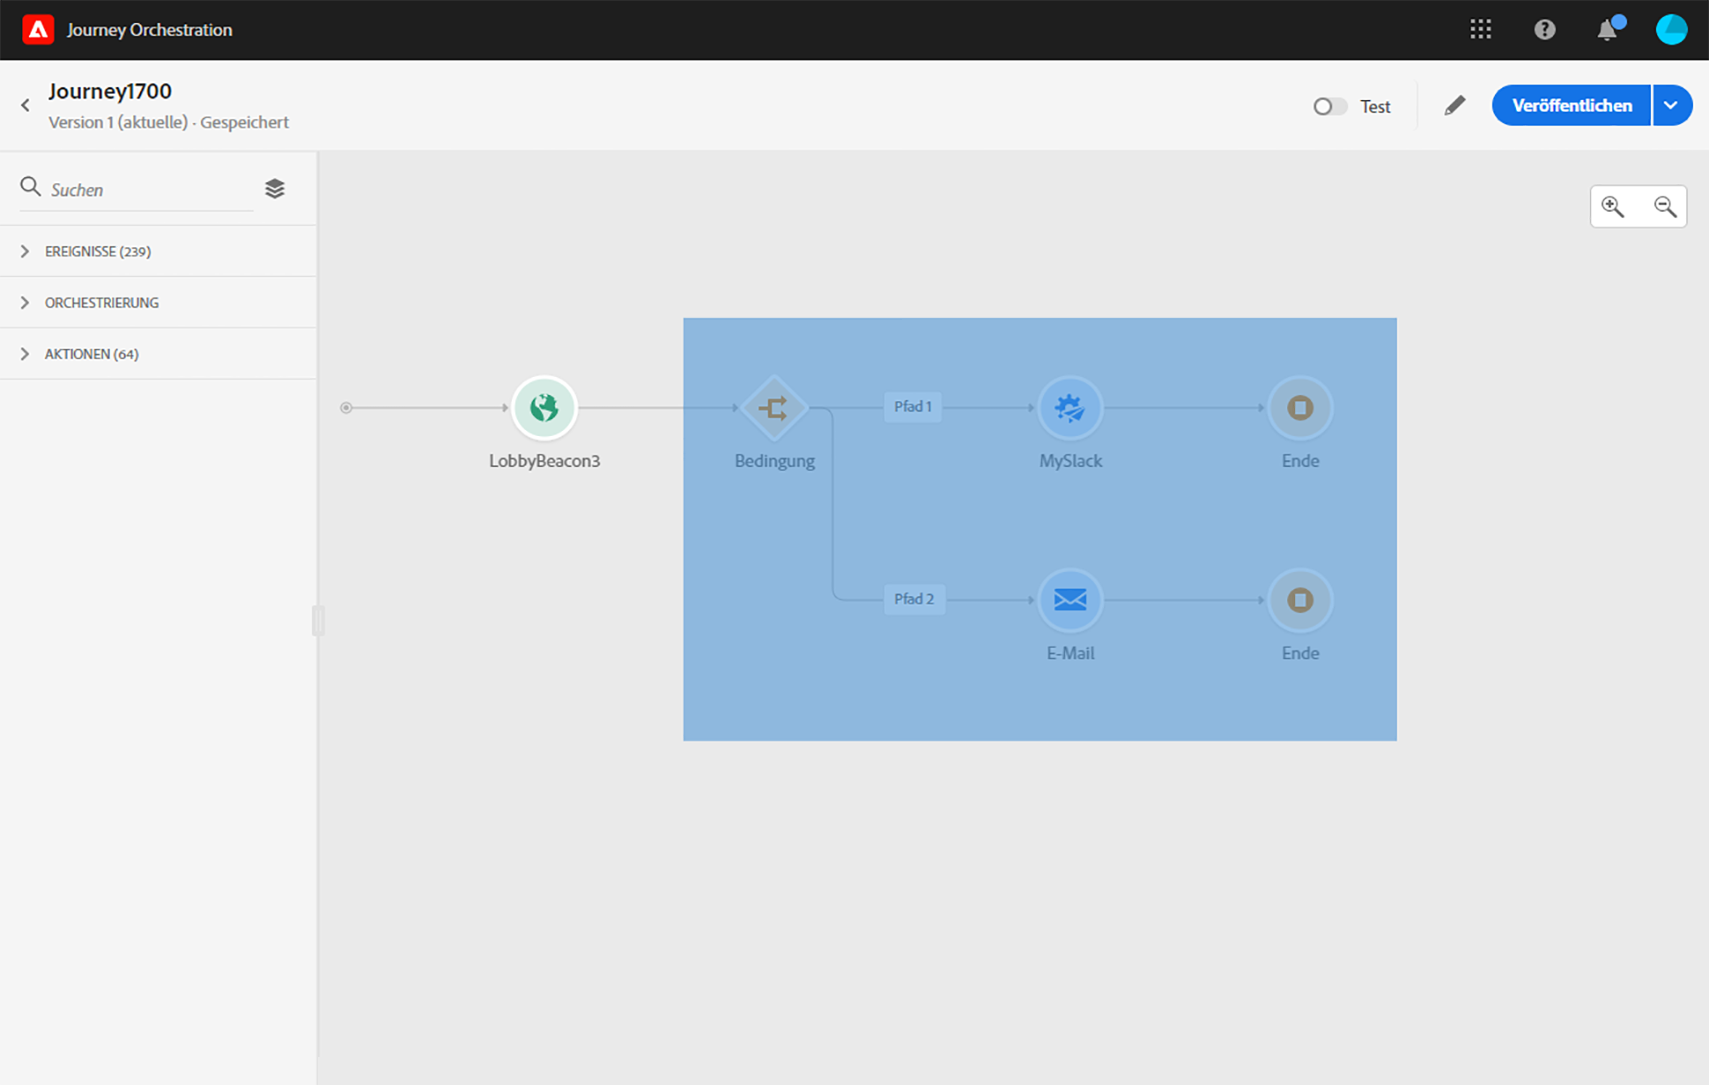 Journey Orchestration
Journey1700
Version 1 (aktuelle) · Gespeichert
Test
Veröffentlichen
Suchen
EREIGNISSE (239)
ORCHESTRIERUNG
AKTIONEN (64)
LobbyBeacon3
Bedingung
Pfad 1
MySlack
Ende
Pfad 2
E-Mail
Ende